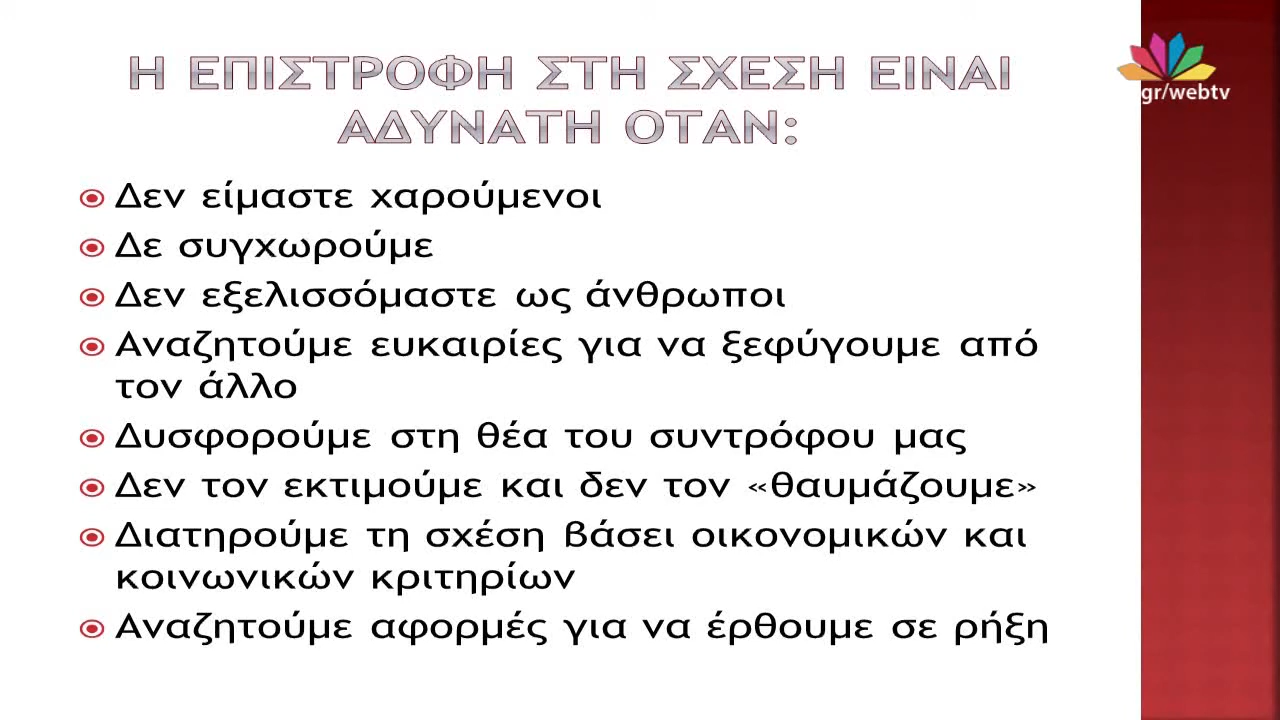 Η ΕΠΙΣΤΡΟΦΗ ΣΤΗ ΣΧΕΣΗ ΕΙΝΑΙ
ΑΔΥΝΑΤΗ ΟΤΑΝ:
gr/webtv
Δεν είμαστε χαρούμενοι
Δε συγχωρούμε
Δεν εξελισσόμαστε ως άνθρωποι
Αναζητούμε ευκαιρίες για να ξεφύγουμε από
τον άλλο
Δυσφορούμε στη θέα του συντρόφου μας
Δεν τον εκτιμούμε και δεν τον «θαυμάζουμε»
Διατηρούμε τη σχέση βάσει οικονομικών και
κοινωνικών κριτηρίων
Αναζητούμε αφορμές για να έρθουμε σε ρήξη